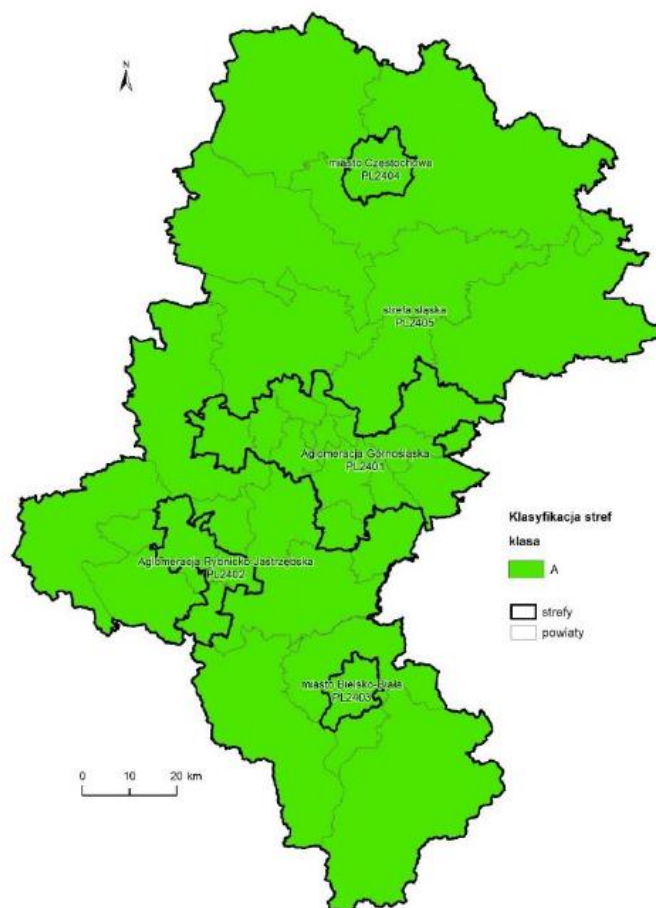 N
miasto Częstochowa
PL2404
strefa śląska
PL2405
Aglomeracja Górnośląska
PL2401
Klasyfikacja stref
klasa
A
strefy
powiaty
Aglomeracja Rybnicko-Jastrzębska
PL2402
miasto Bielsko-Biała
PL2403
0 10 20 km